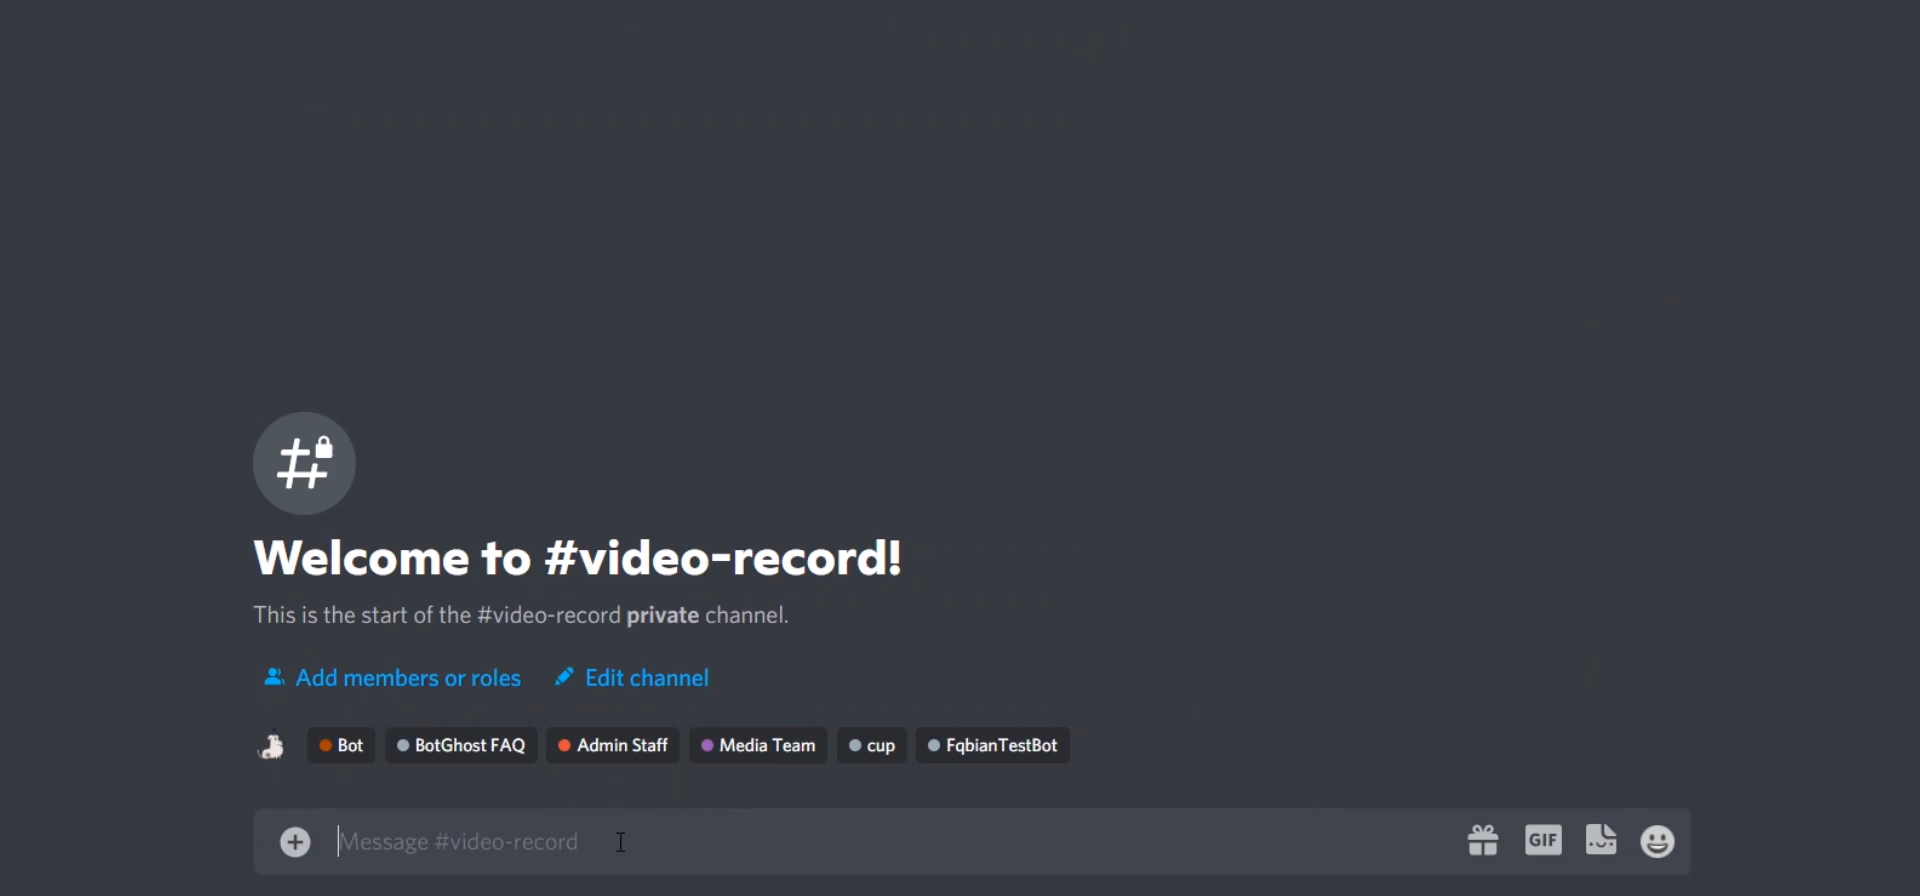 Welcome to #video-record!
This is the start of the #video-record private channel.
Add members or roles Edit channel
Bot BotGhost FAQ Admin Staff Media Team cup FqbianTestBot
Message #video-record GIF